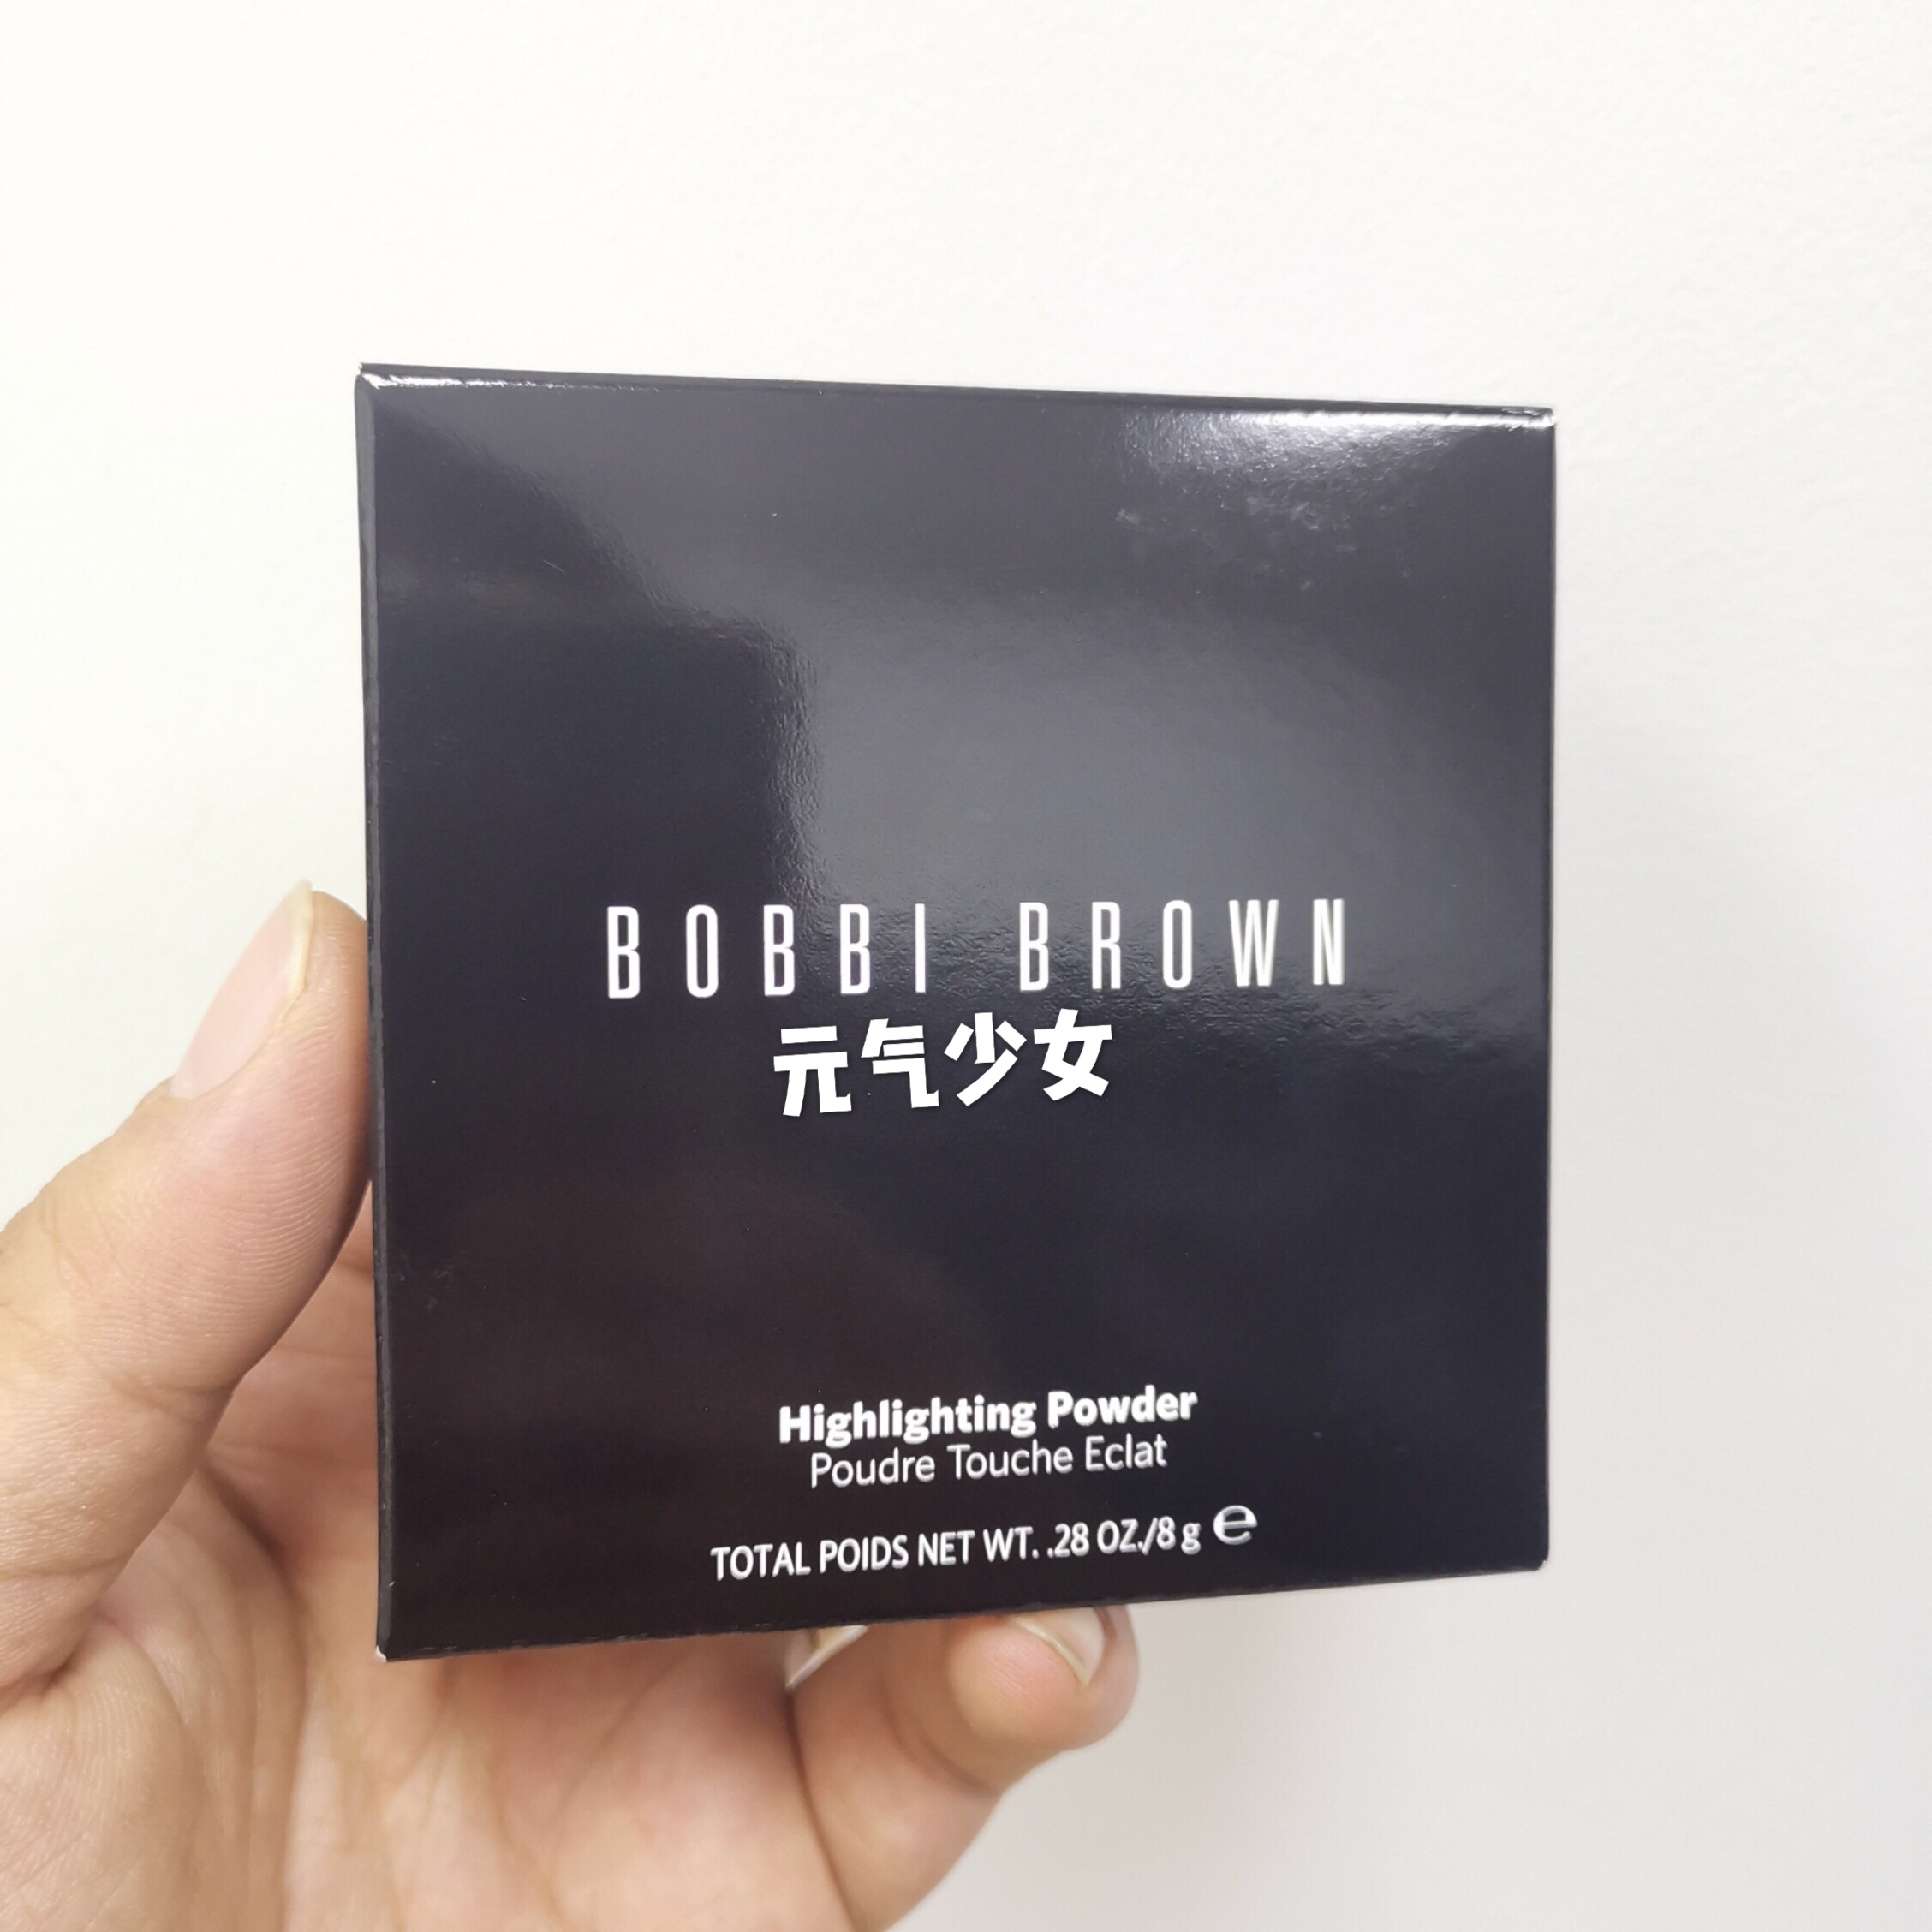 BOBBI BROWN
元气少女
Highlighting Powder
Poudre Touche Eclat
TOTAL POIDS NET WT. .28 OZ./8 g ℮